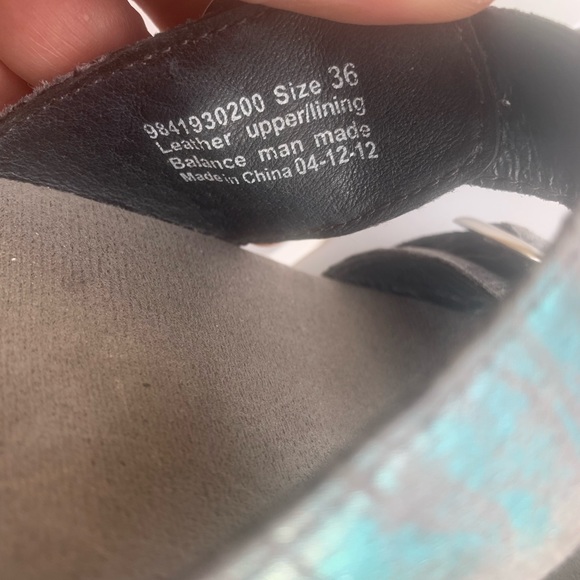 9841930200 Size 36
Leather upper/lining
Balance man made
Made in China 04-12-12